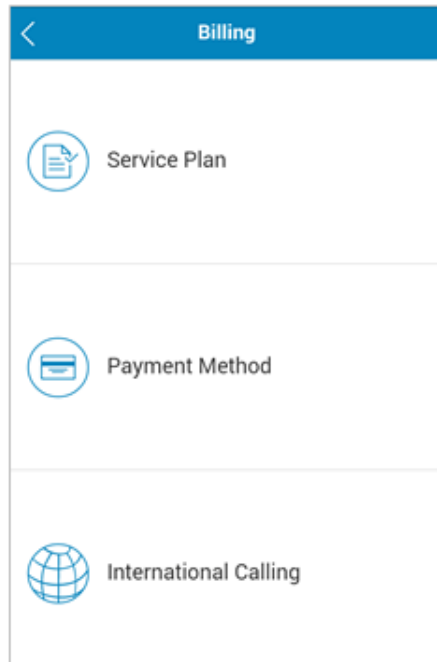 Billing
Service Plan
Payment Method
International Calling